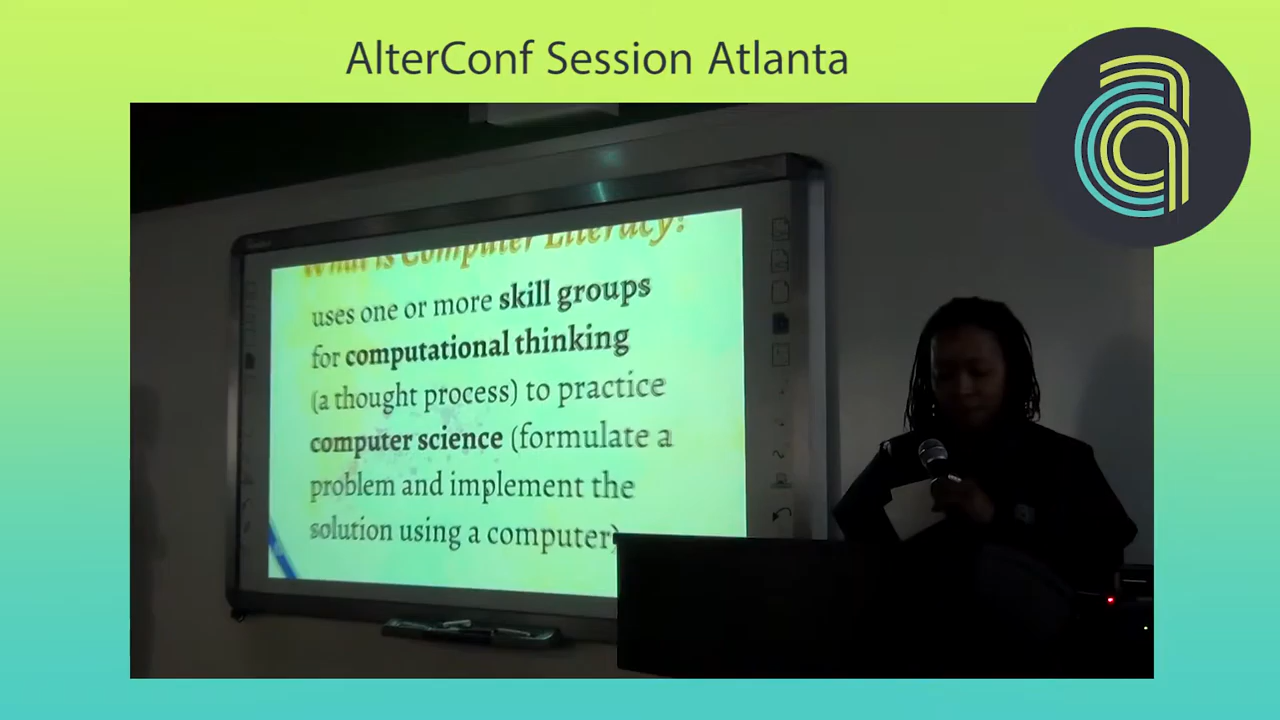 AlterConf Session Atlanta
What is Computer Literacy?
uses one or more skill groups
for computational thinking
(a thought process) to practice
computer science (formulate a
problem and implement the
solution using a computer)